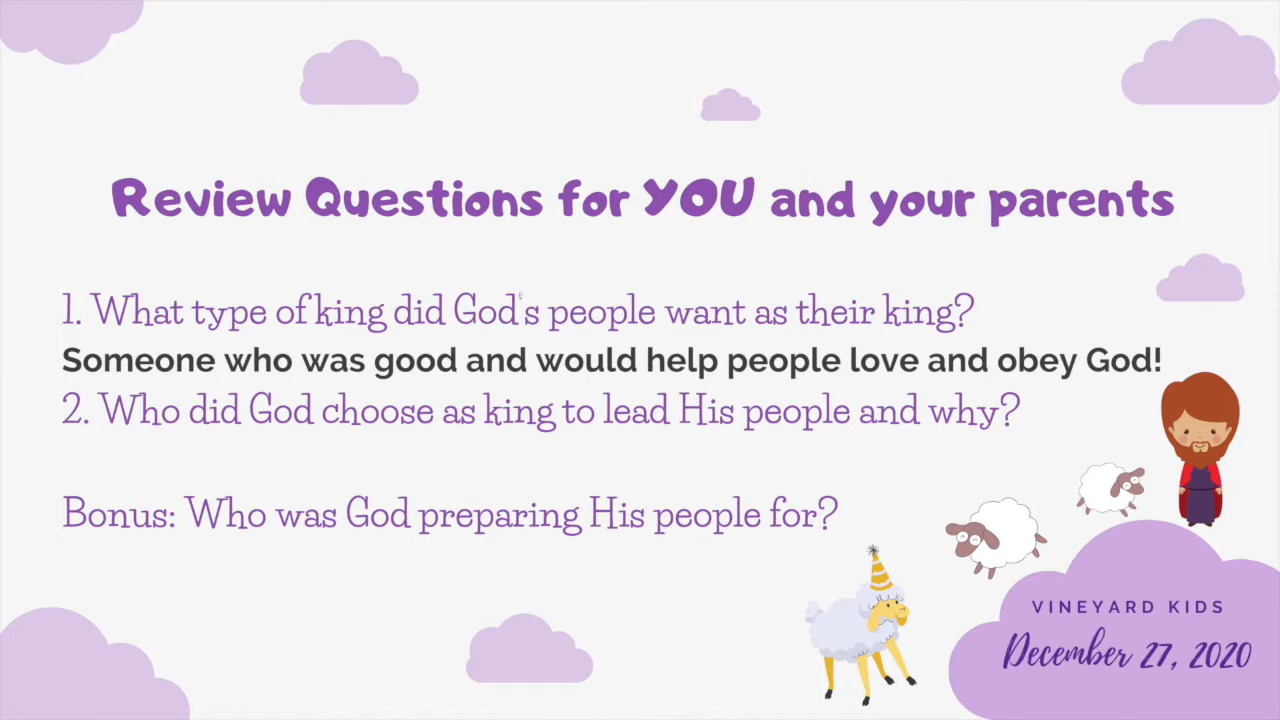 Review Questions for YOU and your parents
1. What type of king did God's people want as their king?
Someone who was good and would help people love and obey God!
2. Who did God choose as king to lead His people and why?
Bonus: Who was God preparing His people for?
VINEYARD KIDS
December 27, 2020